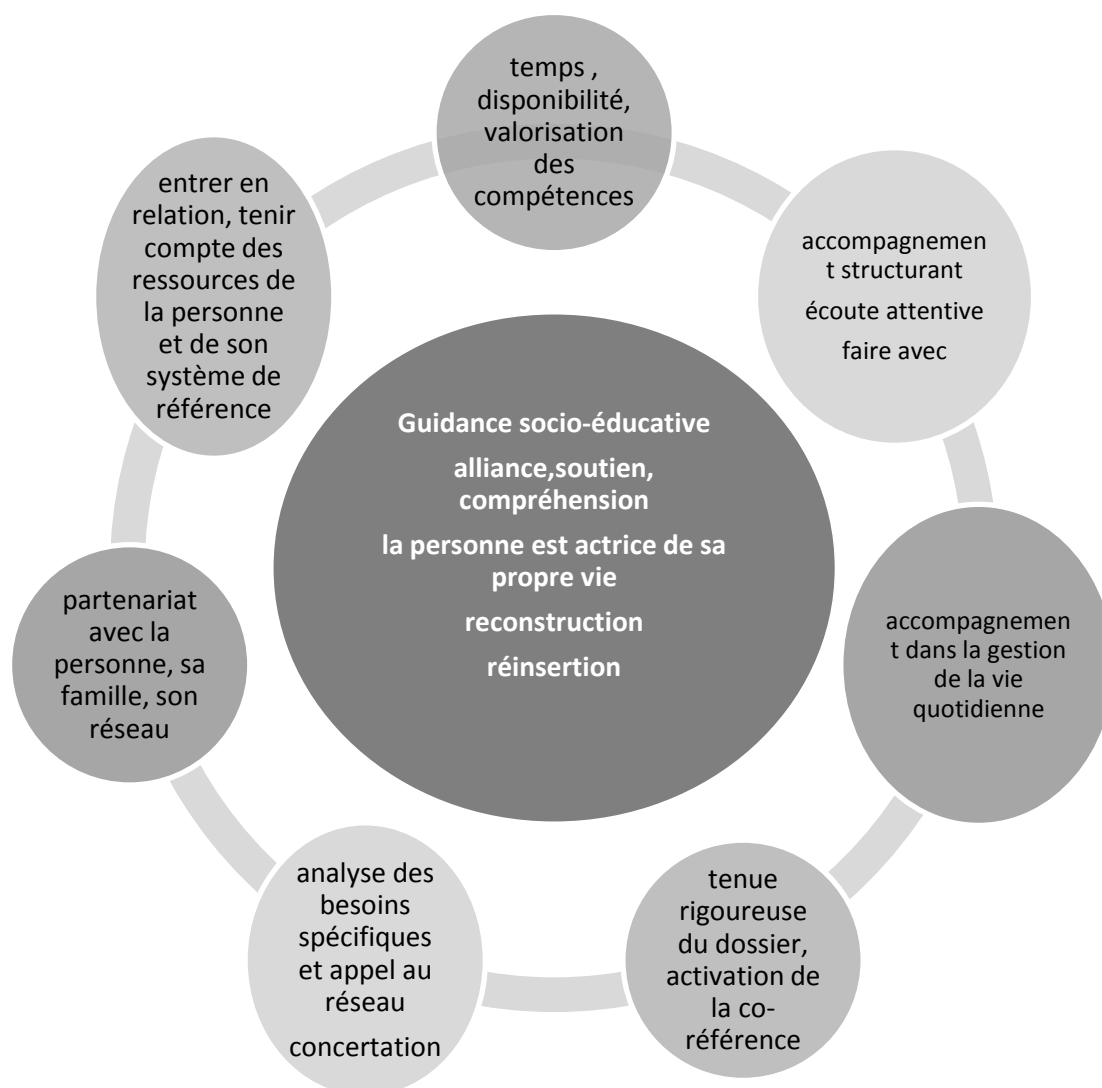 temps ,
disponibilité,
valorisation
des
compétences
accompagnemen
t structurant
écoute attentive
faire avec
accompagnemen
t dans la gestion
de la vie
quotidienne
tenue
rigoureuse
du dossier,
activation de
la co-
référence
analyse des
besoins
spécifiques
et appel au
réseau
concertation
partenariat
avec la
personne, sa
famille, son
réseau
entrer en
relation, tenir
compte des
ressources de
la personne
et de son
système de
référence
Guidance socio-éducative
alliance,soutien,
compréhension
la personne est actrice de sa
propre vie
reconstruction
réinsertion